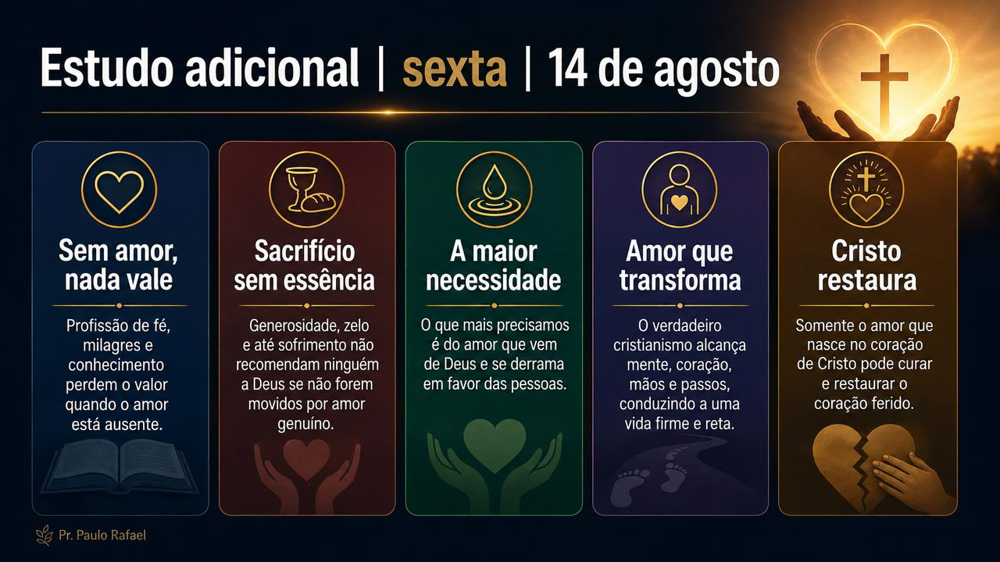 Estudo adicional | sexta | 14 de agosto
Sem amor,
nada vale
Profissão de fé,
milagres e
conhecimento
perdem o valor
quando o amor
está ausente.
Sacrifício
sem essência
Generosidade, zelo
e até sofrimento não
recomendam ninguém
a Deus se não forem
movidos por amor
genuíno.
A maior
necessidade
O que mais precisamos
é do amor que vem
de Deus e se derrama
em favor das pessoas.
Amor que
transforma
O verdadeiro
cristianismo alcança
mente, coração,
mãos e passos,
conduzindo a uma
vida firme e reta.
Cristo
restaura
Somente o amor que
nasce no coração
de Cristo pode curar
e restaurar o
coração ferido.
Pr. Paulo Rafael